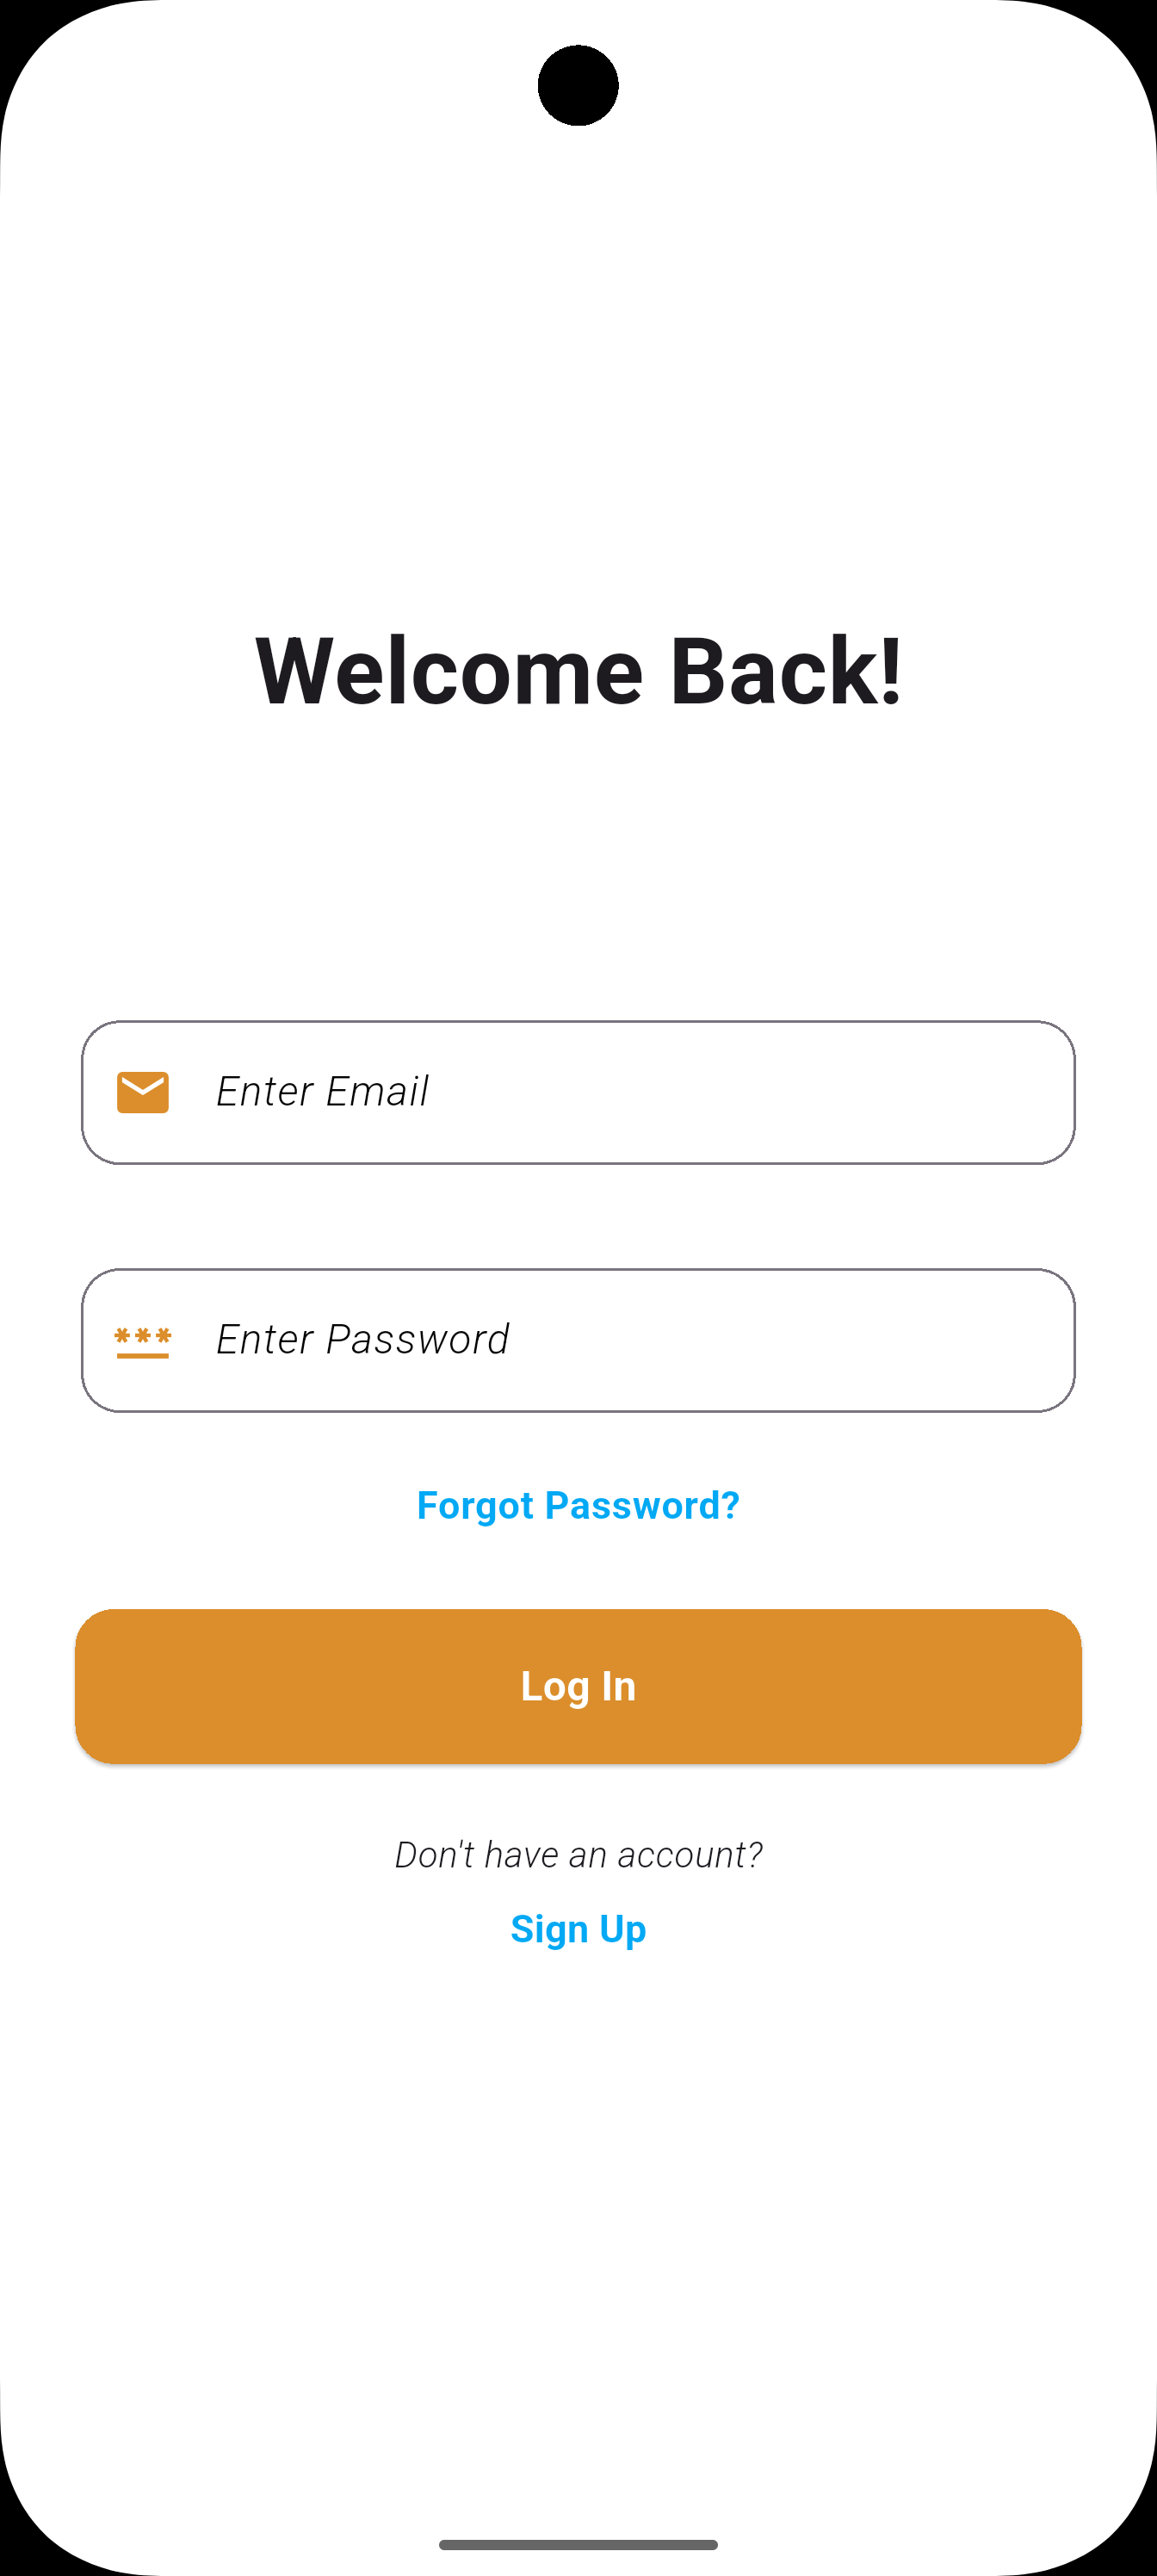 Welcome Back!
Enter Email
Enter Password
Forgot Password?
Log In
Don't have an account?
Sign Up